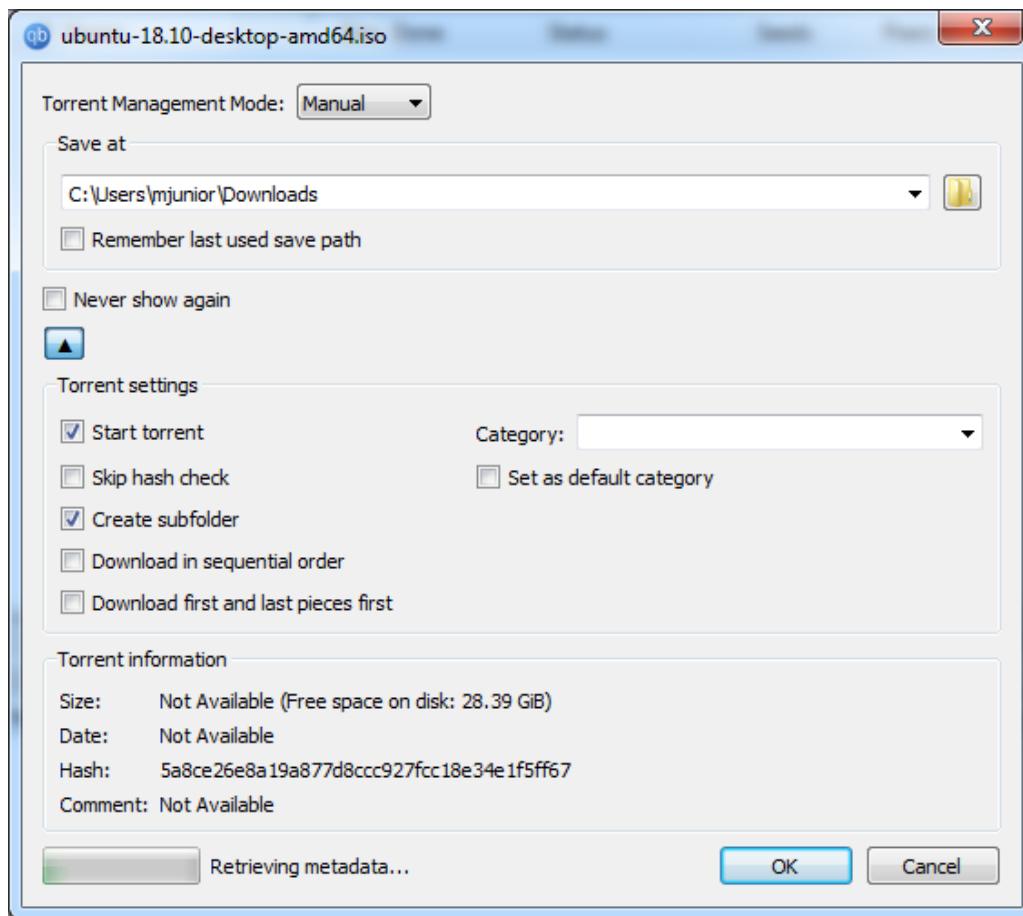 qb ubuntu-18.10-desktop-amd64.iso
Torrent Management Mode: Manual
Save at
C:\Users\mjunior\Downloads
Remember last used save path
Never show again
Torrent settings
Start torrent Category:
Skip hash check Set as default category
Create subfolder
Download in sequential order
Download first and last pieces first
Torrent information
Size: Not Available (Free space on disk: 28.39 GiB)
Date: Not Available
Hash: 5a8ce26e8a19a877d8ccc927fcc18e34e1f5ff67
Comment: Not Available
Retrieving metadata... OK Cancel